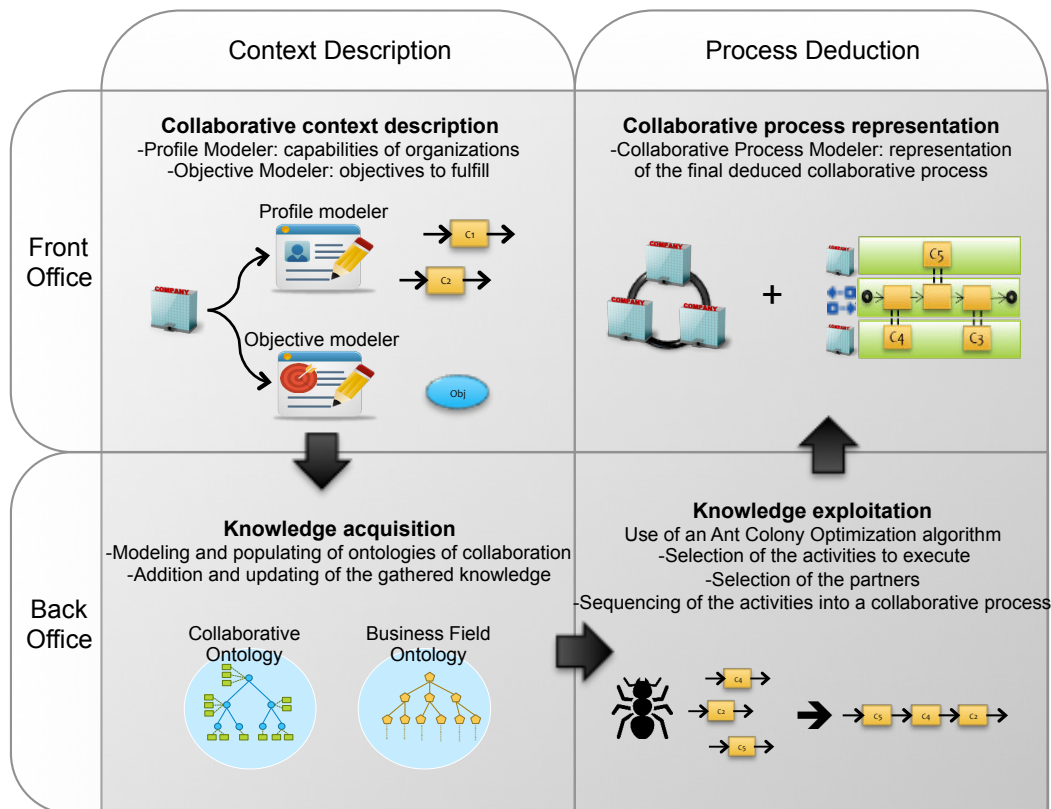 Context Description
Process Deduction
Front
Office
Collaborative context description
-Profile Modeler: capabilities of organizations
-Objective Modeler: objectives to fulfill
Profile modeler
C1
C2
COMPANY
Objective modeler
Obj
Collaborative process representation
-Collaborative Process Modeler: representation
of the final deduced collaborative process
COMPANY
COMPANY
COMPANY
+
COMPANY
C5
COMPANY
C4
C3
Back
Office
Knowledge acquisition
-Modeling and populating of ontologies of collaboration
-Addition and updating of the gathered knowledge
Collaborative
Ontology
Business Field
Ontology
Knowledge exploitation
Use of an Ant Colony Optimization algorithm
-Selection of the activities to execute
-Selection of the partners
-Sequencing of the activities into a collaborative process
C4
C2
C5
C5
C4
C2